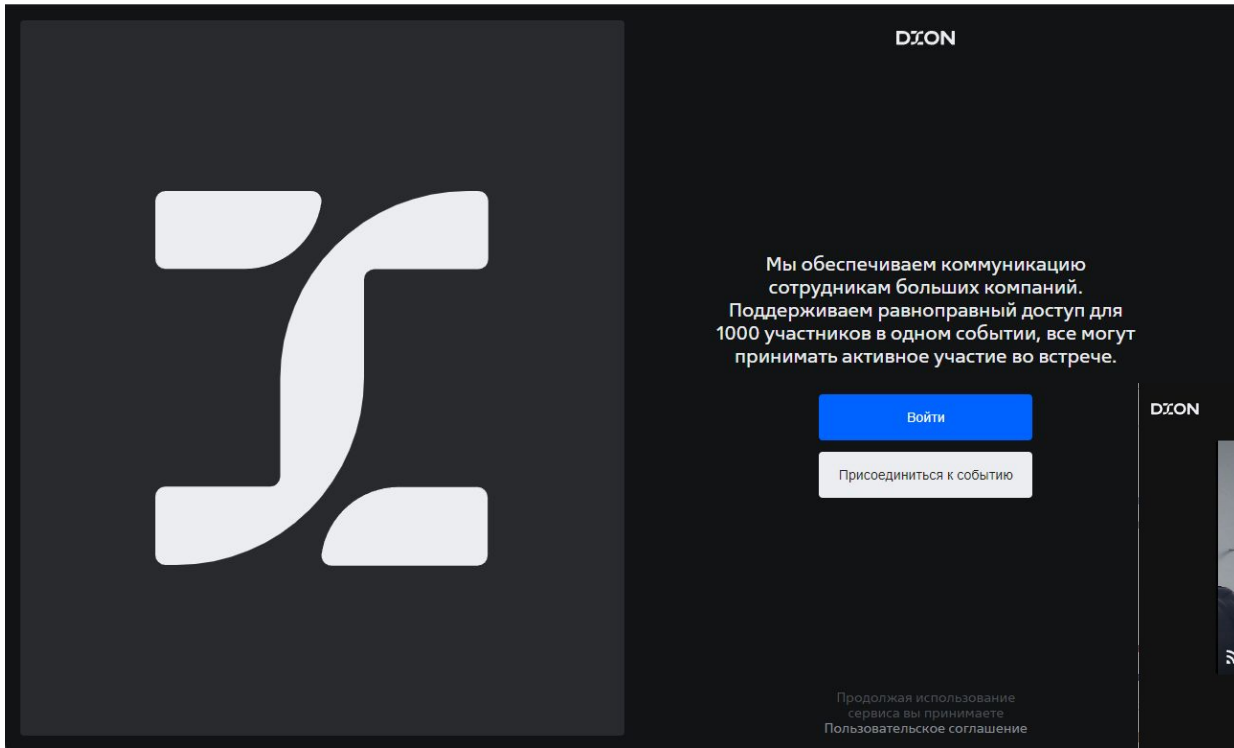 DION
Мы обеспечиваем коммуникацию
сотрудникам больших компаний.
Поддерживаем равноправный доступ для
1000 участников в одном событии, все могут
принимать активное участие во встрече.
Войти
Присоединиться к событию
DION
Продолжая использование
сервиса вы принимаете
Пользовательское соглашение